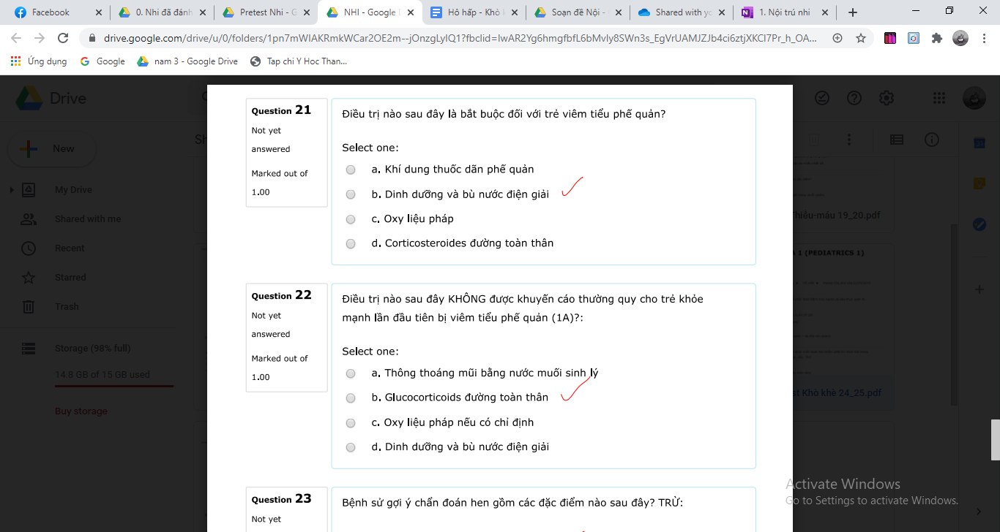 Facebook
0. Nhi đã đánh
Pretest Nhi - G
NHI - Google D
Hô hấp - Khò k
Soạn đề Nội -
Shared with yo
1. Nội trú nhi
drive.google.com/drive/u/0/folders/1pn7mWIAKRmkWCar2OE2m--jOnzgLylQ1?fbclid=IwAR2Yg6hmgfbfL6bMvly8SWn3s_EgVrUAMJZJb4ci6ztjXKCl7Pr_h_OA...
Ứng dụng
Google
nam 3 - Google Drive
Tap chi Y Hoc Than...
Drive
New
My Drive
Shared with me
Recent
Starred
Trash
Storage (98% full)
14.8 GB of 15 GB used
Buy storage
Question 21
Not yet
answered
Marked out of
1.00
Điều trị nào sau đây là bắt buộc đối với trẻ viêm tiểu phế quản?
Select one:
a. Khí dung thuốc dãn phế quản
b. Dinh dưỡng và bù nước điện giải
c. Oxy liệu pháp
d. Corticosteroides đường toàn thân
Question 22
Not yet
answered
Marked out of
1.00
Điều trị nào sau đây KHÔNG được khuyến cáo thường quy cho trẻ khỏe
mạnh lần đầu tiên bị viêm tiểu phế quản (1A)?:
Select one:
a. Thông thoáng mũi bằng nước muối sinh lý
b. Glucocorticoids đường toàn thân
c. Oxy liệu pháp nếu có chỉ định
d. Dinh dưỡng và bù nước điện giải
Question 23
Not yet
Bệnh sử gợi ý chẩn đoán hen gồm các đặc điểm nào sau đây? TRỪ:
Thiếu-máu 19_20.pdf
1 (PEDIATRICS 1)
st Khò khè 24_25.pdf
Activate Windows
Go to Settings to activate Windows.